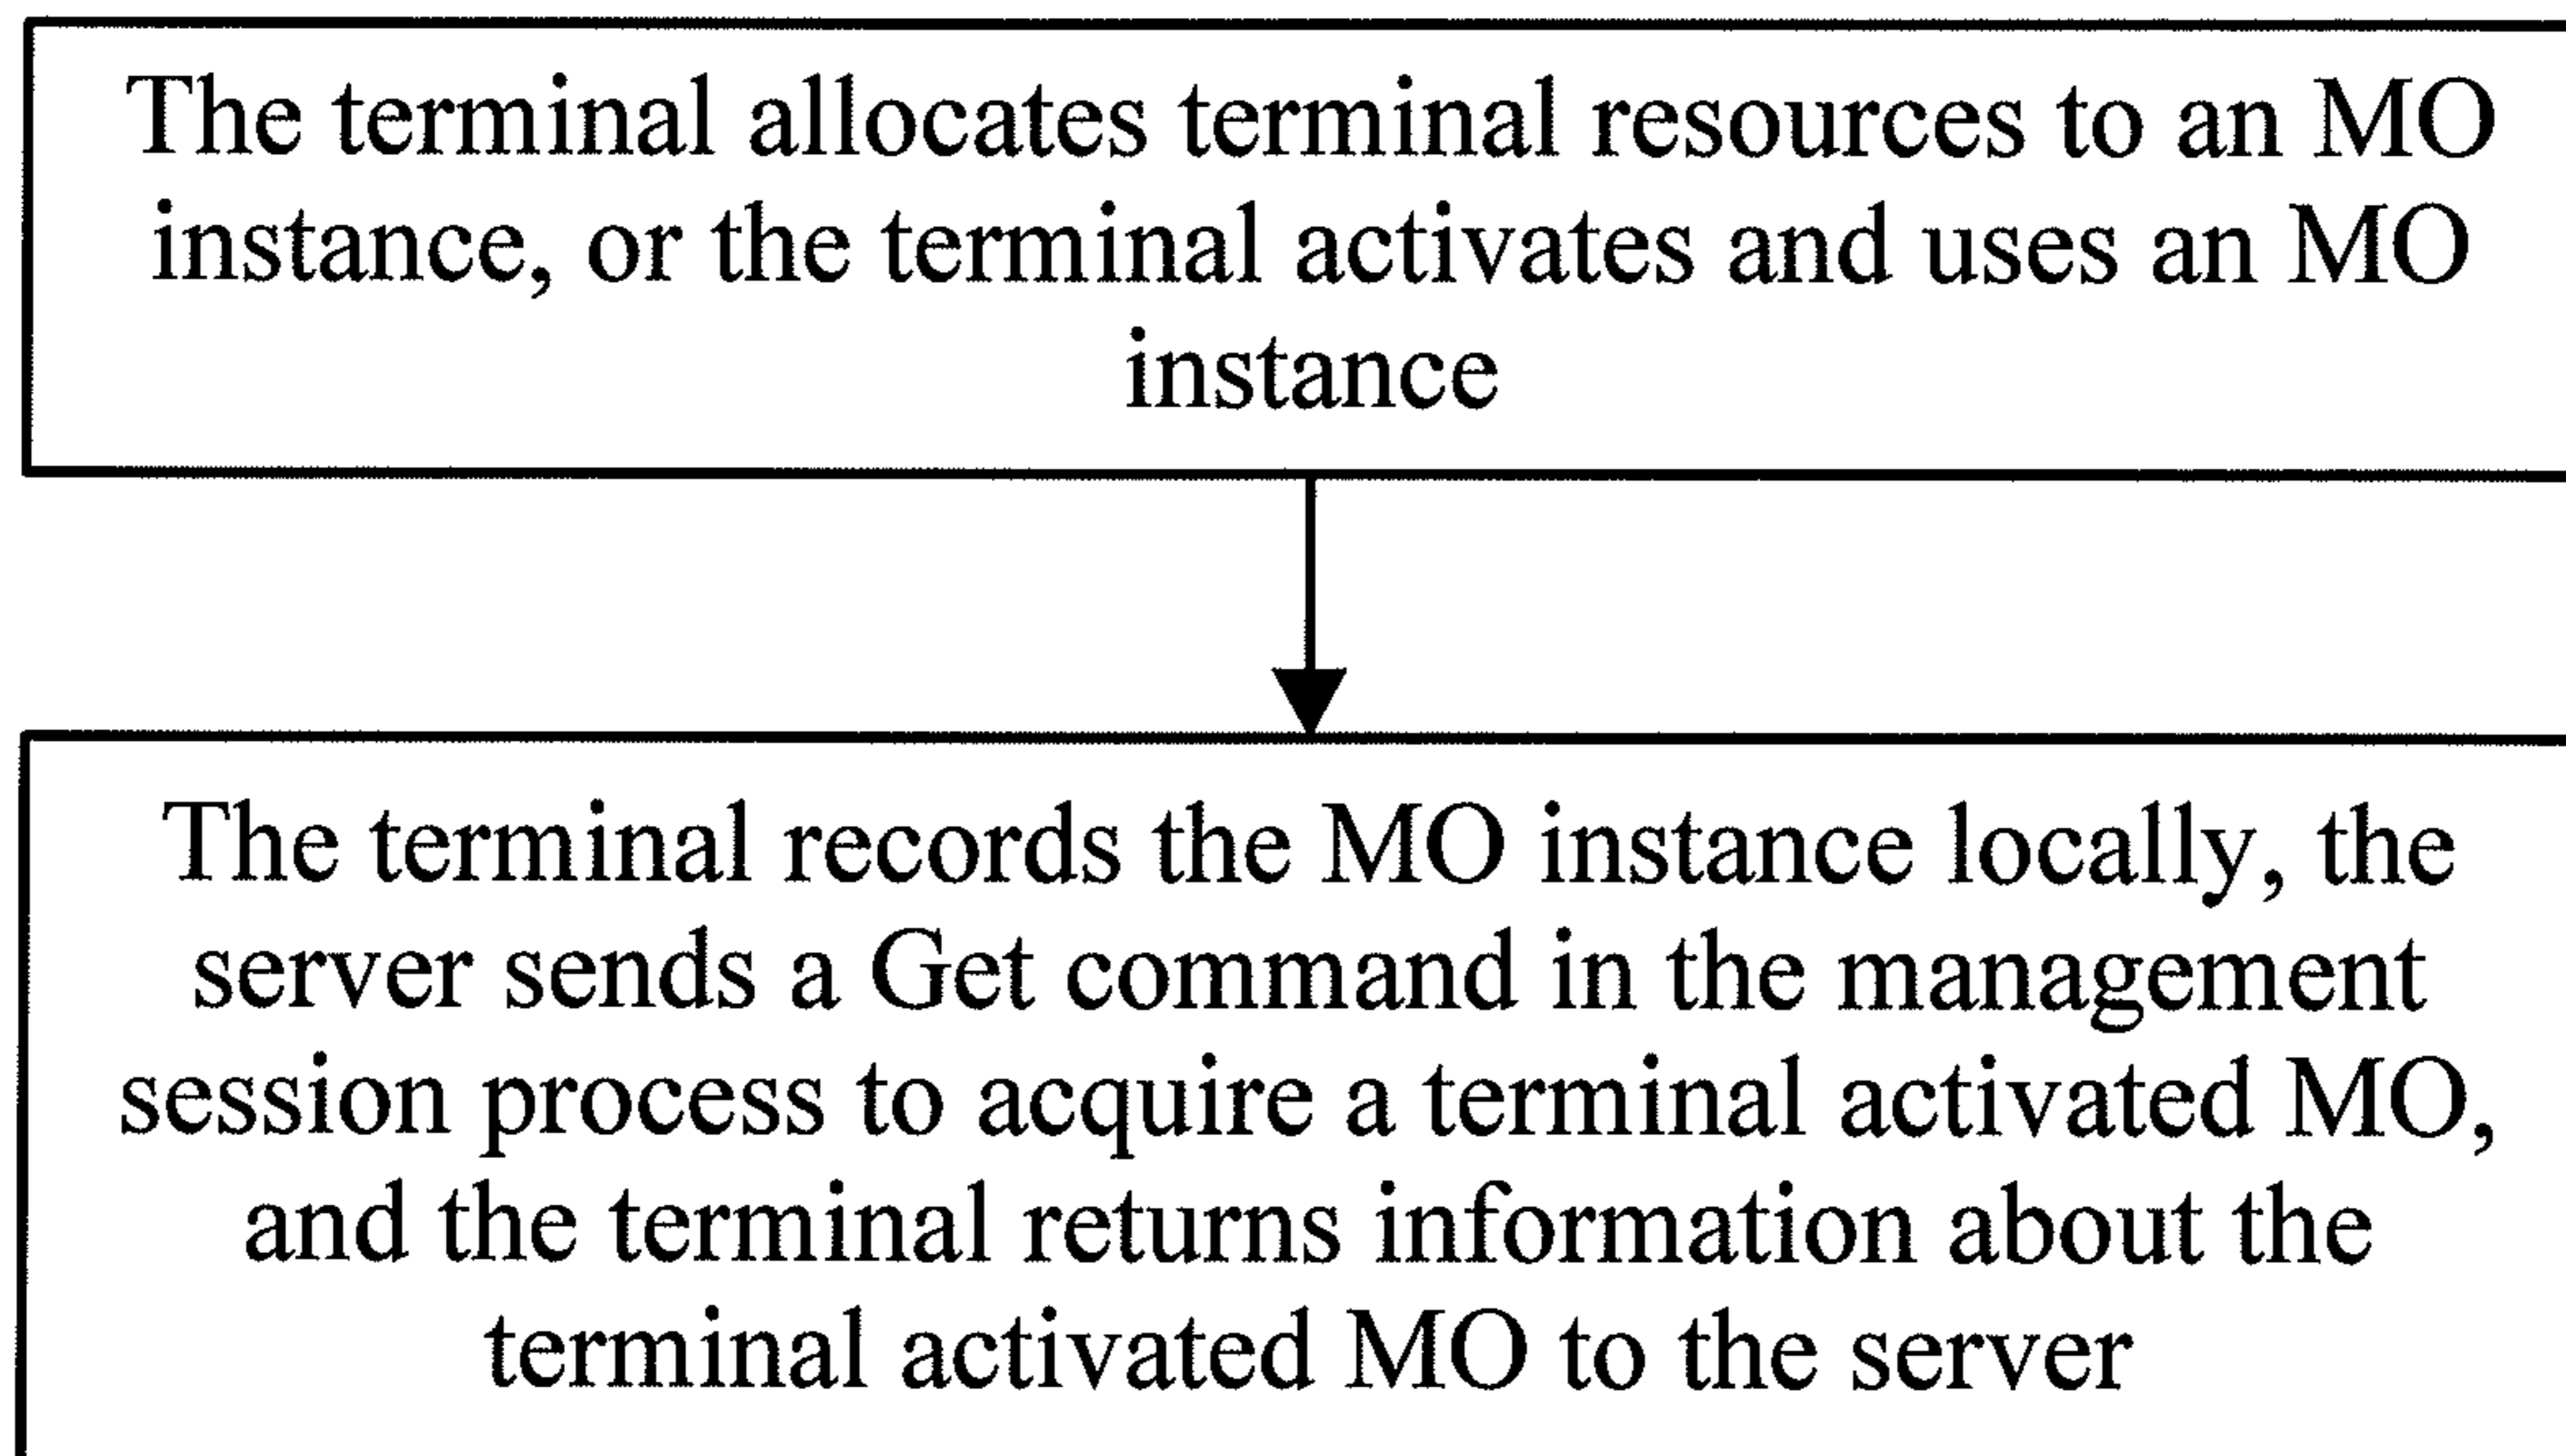 The terminal allocates terminal resources to an MO
instance, or the terminal activates and uses an MO
instance
The terminal records the MO instance locally, the
server sends a Get command in the management
session process to acquire a terminal activated MO,
and the terminal returns information about the
terminal activated MO to the server